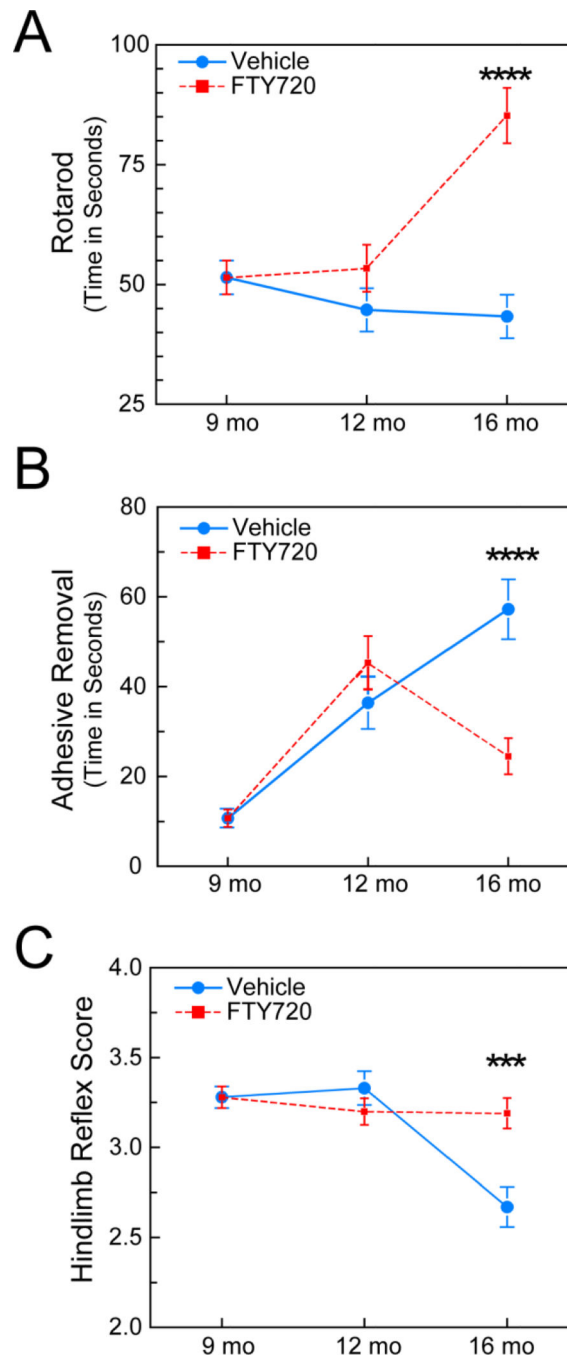 A
Rotarod
(Time in Seconds)
100
75
50
25
Vehicle
FTY720
****
9 mo
12 mo
16 mo
B
Adhesive Removal
(Time in Seconds)
80
60
40
20
0
Vehicle
FTY720
****
9 mo
12 mo
16 mo
C
Hindlimb Reflex Score
4.0
3.5
3.0
2.5
2.0
Vehicle
FTY720
***
9 mo
12 mo
16 mo